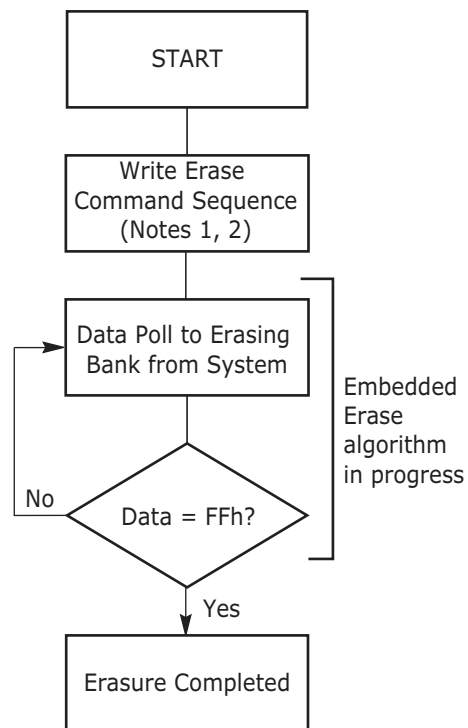 START
Write Erase
Command Sequence
(Notes 1, 2)
Data Poll to Erasing
Bank from System
Embedded
Erase
algorithm
in progress
No
Data = FFh?
Yes
Erasure Completed